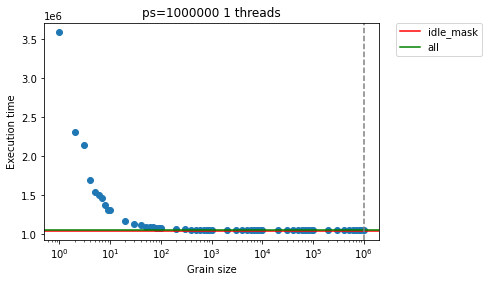 ps=1000000 1 threads
1e6
idle_mask
all
3.5
3.0
2.5
2.0
1.5
1.0
Execution time
10^0 10^1 10^2 10^3 10^4 10^5 10^6
Grain size